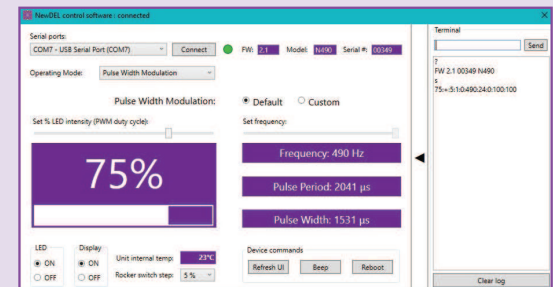 NewDEL control software : connected
Serial ports:
COM7 - USB Serial Port (COM7)
Connect
FW: 2.1 Model: N490 Serial #: 00349
Operating Mode: Pulse Width Modulation
Pulse Width Modulation: Default Custom
Set % LED intensity (PWM duty cycle):
Set frequency:
75%
Frequency: 490 Hz
Pulse Period: 2041 µs
Pulse Width: 1531 µs
LED
ON
OFF
Display
ON
OFF
Unit internal temp: 23°C
Rocker switch step: 5 %
Device commands
Refresh UI Beep Reboot
Terminal
Send
?
FW 2.1 00349 N490
s
75:+:5:1:0:490:24:0:100:100
Clear log